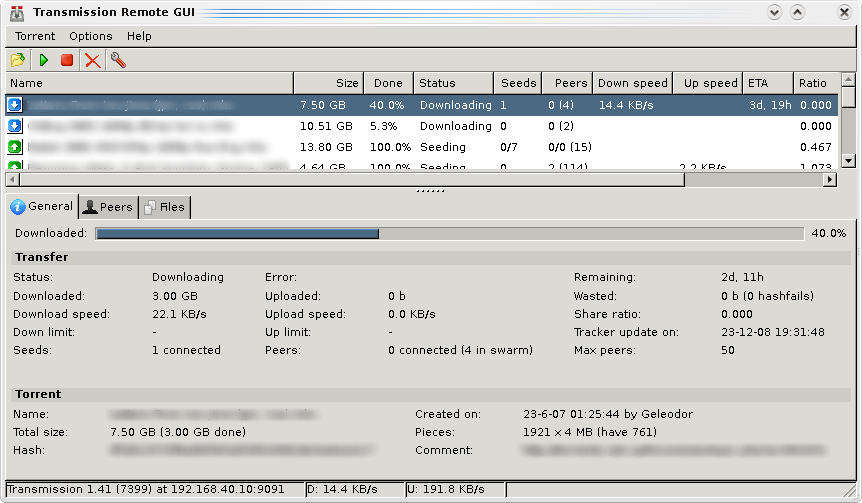 Transmission Remote GUI
Torrent Options Help
Name Size Done Status Seeds Peers Down speed Up speed ETA Ratio
7.50 GB 40.0% Downloading 1 0 (4) 14.4 KB/s 3d, 19h 0.000
10.51 GB 5.3% Downloading 0 0 (2) 0.000
13.80 GB 100.0% Seeding 0/7 0/0 (15) 0.467
4.64 GB 100.0% Seeding 0 2 (114) 2.2 KB/s 1.073
General Peers Files
Downloaded: 40.0%
Transfer
Status: Downloading Error: Remaining: 2d, 11h
Downloaded: 3.00 GB Uploaded: 0 b Wasted: 0 b (0 hashfails)
Download speed: 22.1 KB/s Upload speed: 0.0 KB/s Share ratio: 0.000
Down limit: - Up limit: - Tracker update on: 23-12-08 19:31:48
Seeds: 1 connected Peers: 0 connected (4 in swarm) Max peers: 50
Torrent
Name: Created on: 23-6-07 01:25:44 by Geleodor
Total size: 7.50 GB (3.00 GB done) Pieces: 1921 x 4 MB (have 761)
Hash: Comment:
Transmission 1.41 (7399) at 192.168.40.10:9091 D: 14.4 KB/s U: 191.8 KB/s